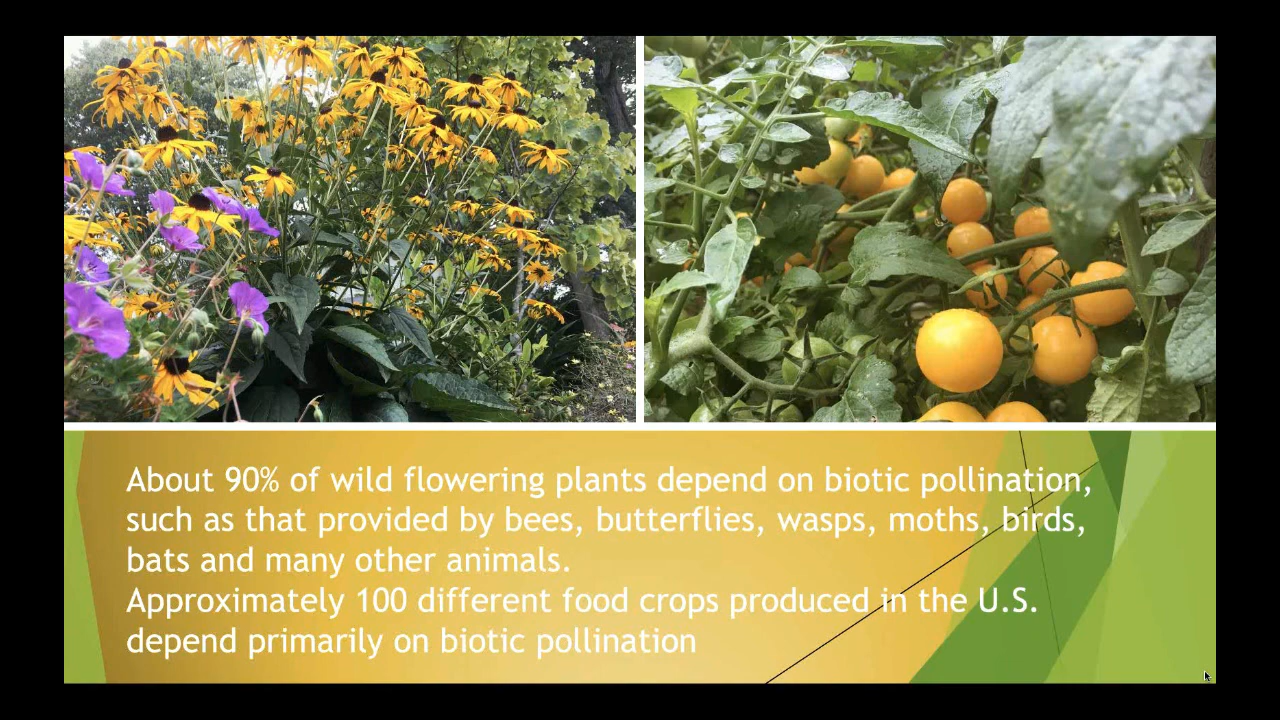 About 90% of wild flowering plants depend on biotic pollination,
such as that provided by bees, butterflies, wasps, moths, birds,
bats and many other animals.
Approximately 100 different food crops produced in the U.S.
depend primarily on biotic pollination